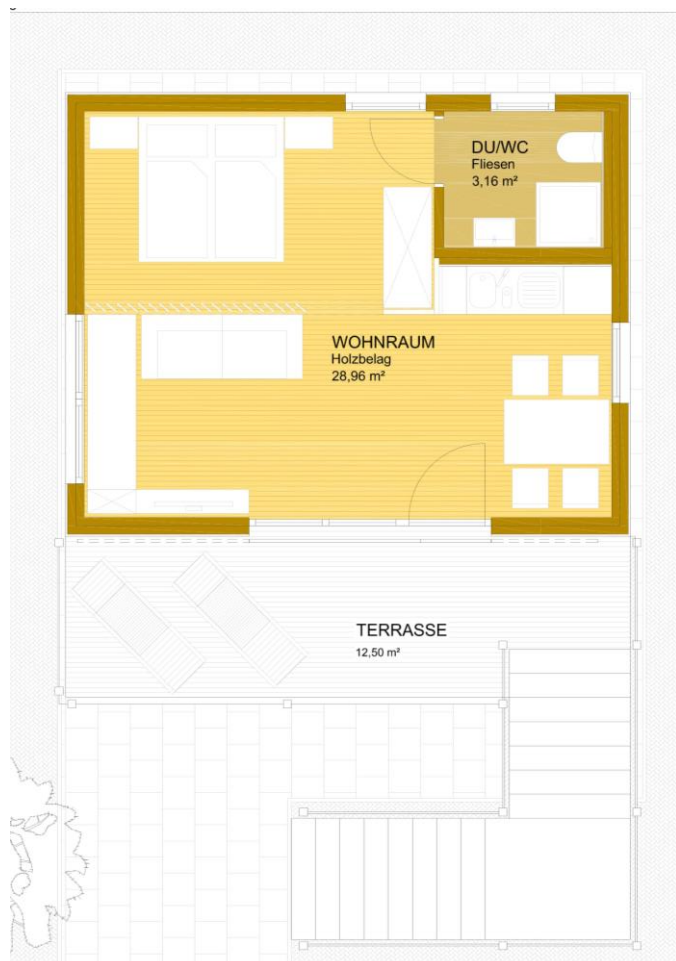 DU/WC
Fliesen
3,16 m²
WOHNRAUM
Holzbelag
28,96 m²
TERRASSE
12,50 m²